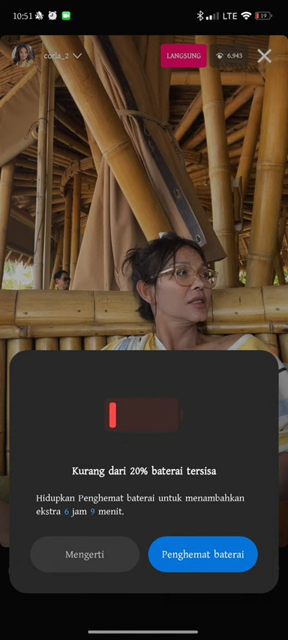 10:51
LTE 19
corla_2
LANGSUNG
6.943
Kurang dari 20% baterai tersisa
Hidupkan Penghemat baterai untuk menambahkan
ekstra 6 jam 9 menit.
Mengerti
Penghemat baterai